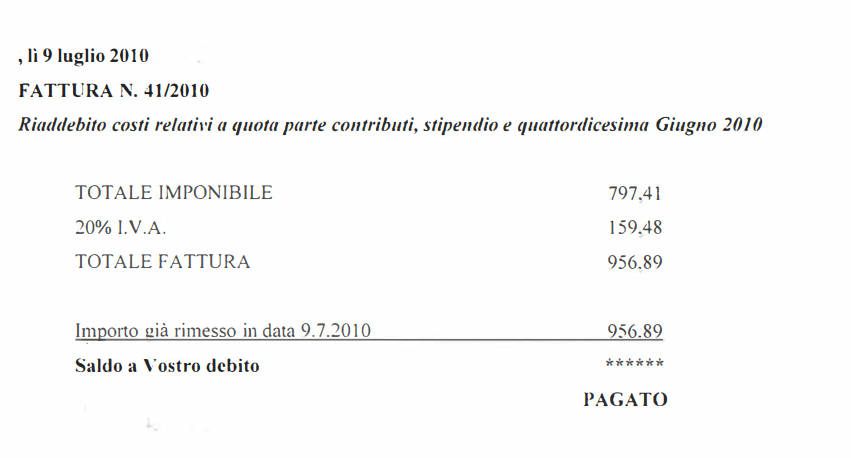 , lì 9 luglio 2010
FATTURA N. 41/2010
Riaddebito costi relativi a quota parte contributi, stipendio e quattordicesima Giugno 2010
TOTALE IMPONIBILE 797,41
20% I.V.A. 159,48
TOTALE FATTURA 956,89
Importo già rimesso in data 9.7.2010 956,89
Saldo a Vostro debito ******
PAGATO